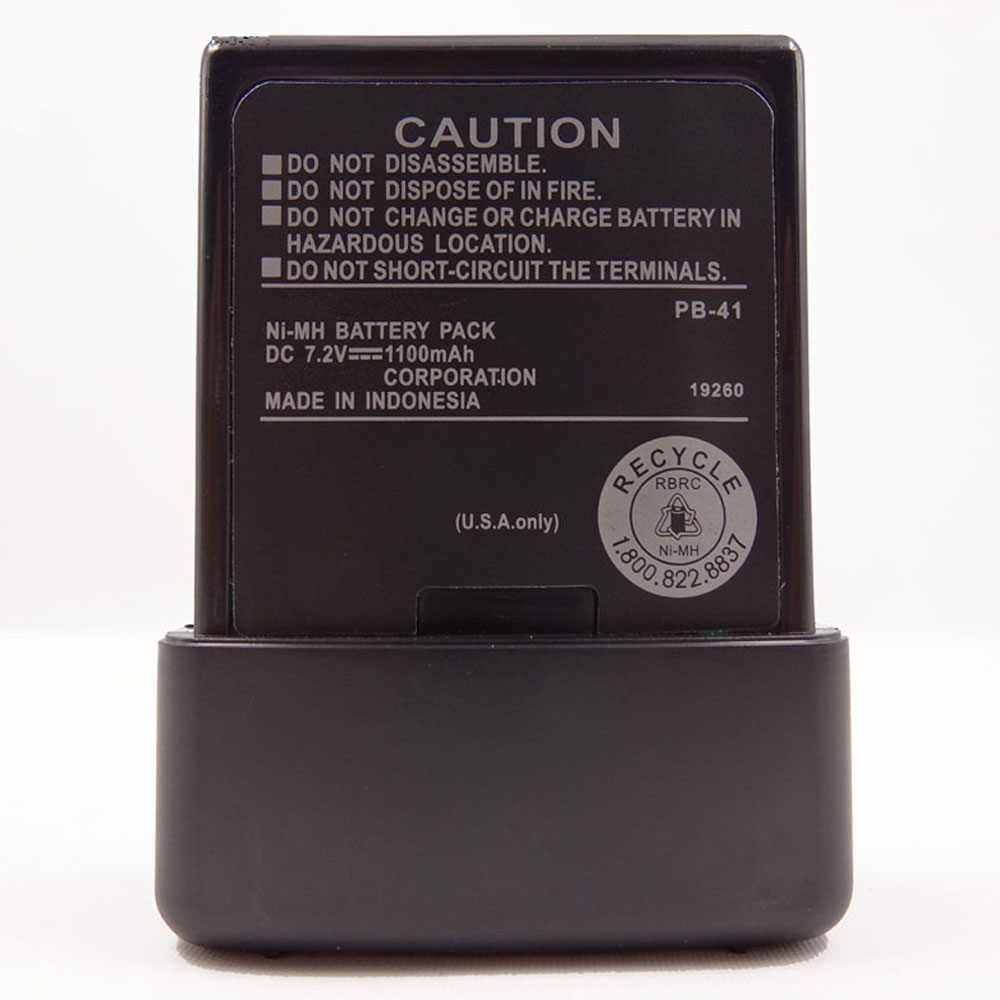 CAUTION
■DO NOT DISASSEMBLE.
■DO NOT DISPOSE OF IN FIRE.
■DO NOT CHANGE OR CHARGE BATTERY IN
HAZARDOUS LOCATION.
■DO NOT SHORT-CIRCUIT THE TERMINALS.
PB-41
Ni-MH BATTERY PACK
DC 7.2V⎓1100mAh
CORPORATION
MADE IN INDONESIA
19260
(U.S.A.only)
RECYCLE
RBRC
Ni-MH
1.800.822.8837